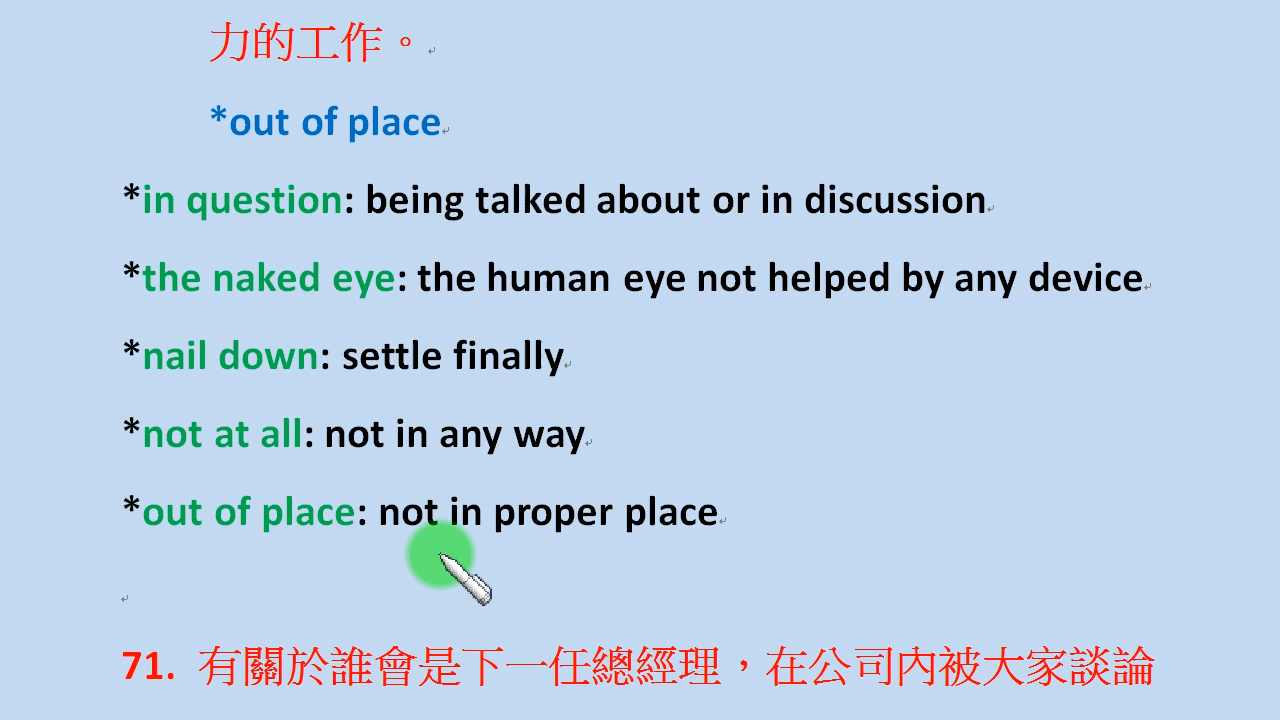 力的工作。
*out of place
*in question: being talked about or in discussion
*the naked eye: the human eye not helped by any device
*nail down: settle finally
*not at all: not in any way
*out of place: not in proper place
71. 有關於誰會是下一任總經理，在公司內被大家談論